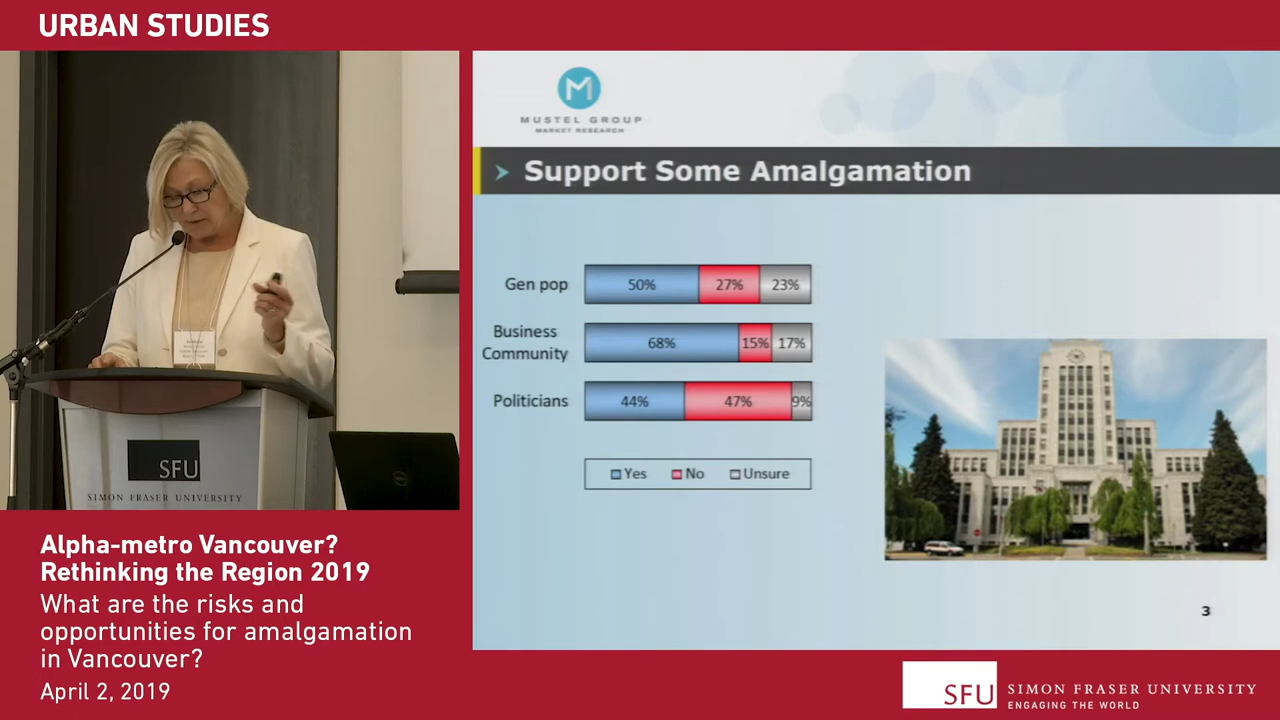 URBAN STUDIES
M
MUSTEL GROUP
MARKET RESEARCH
Support Some Amalgamation
Gen pop 50% 27% 23%
Business
Community 68% 15% 17%
Politicians 44% 47% 9%
Yes No Unsure
3
SFU
SIMON FRASER UNIVERSITY
Alpha-metro Vancouver?
Rethinking the Region 2019
What are the risks and
opportunities for amalgamation
in Vancouver?
April 2, 2019
SFU SIMON FRASER UNIVERSITY
ENGAGING THE WORLD